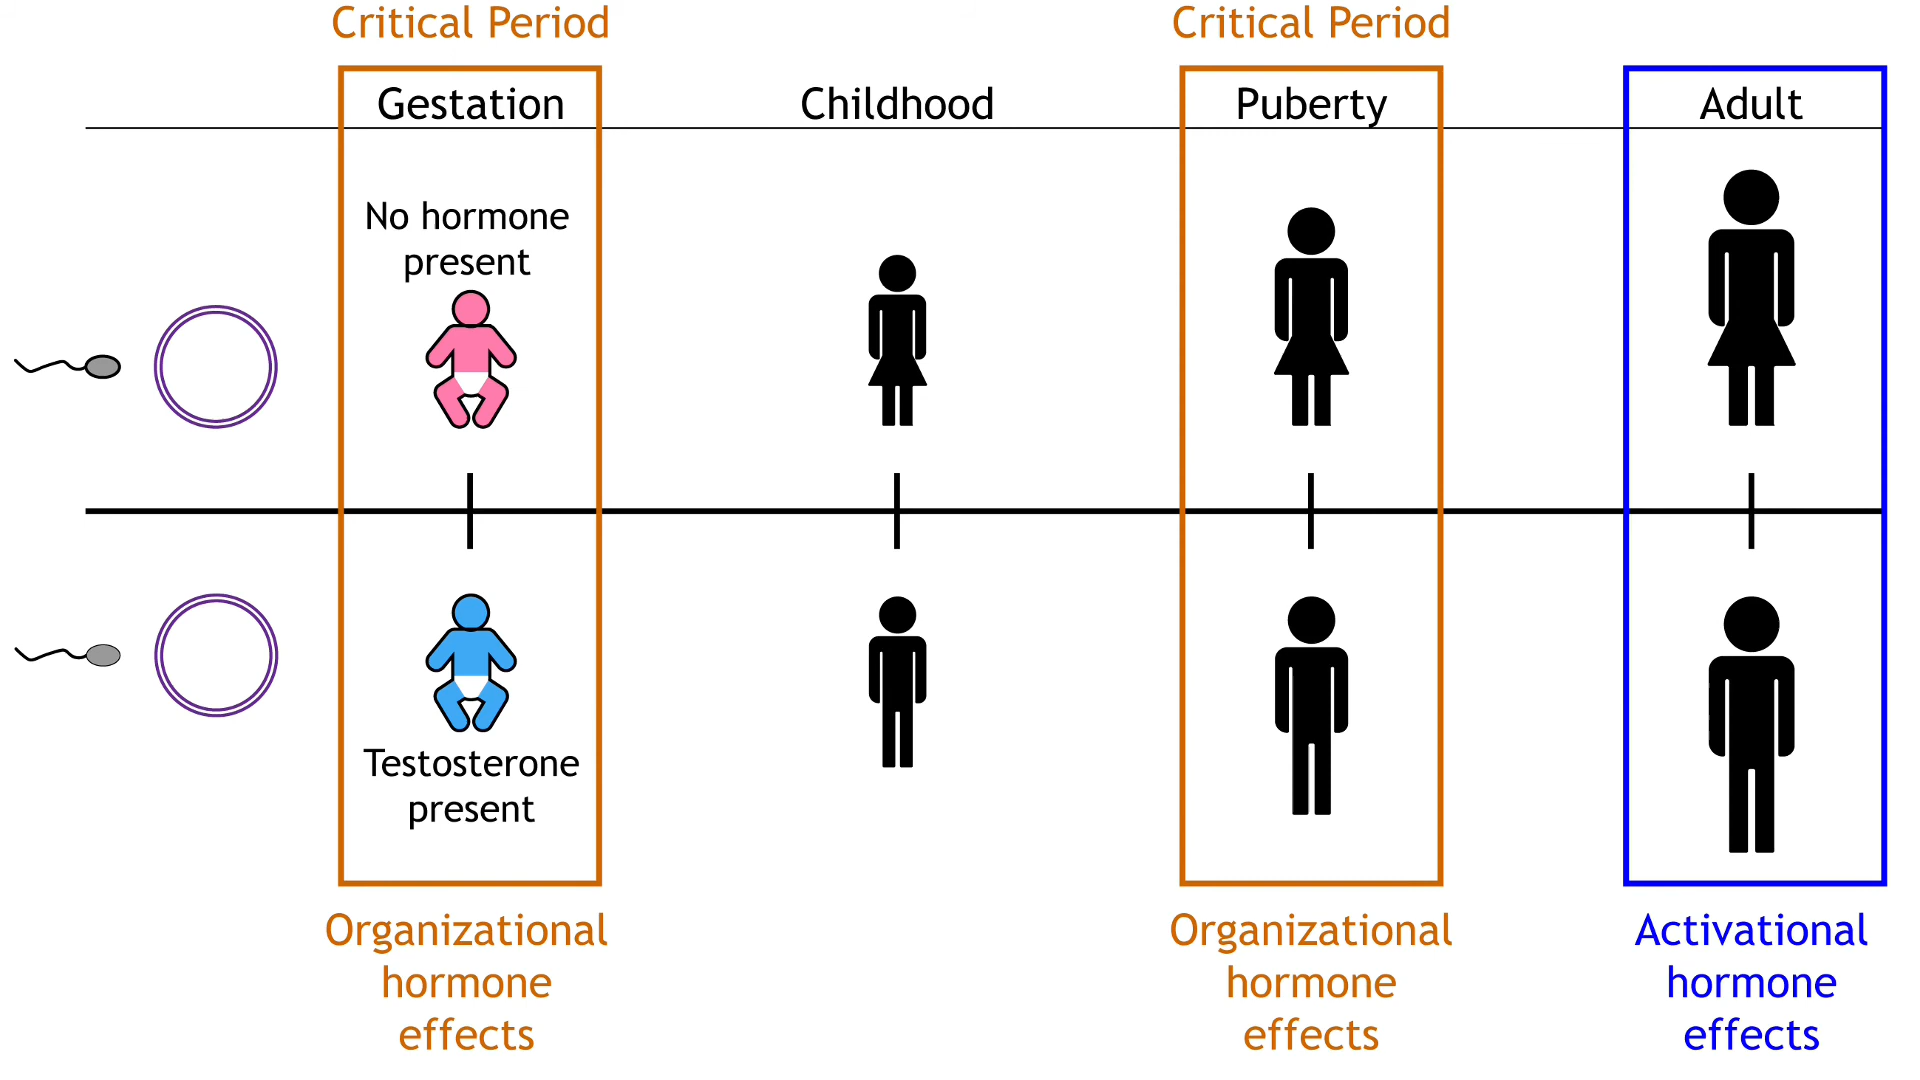 Critical Period
Critical Period
Gestation
Childhood
Puberty
Adult
No hormone
present
Testosterone
present
Organizational
hormone
effects
Organizational
hormone
effects
Activational
hormone
effects